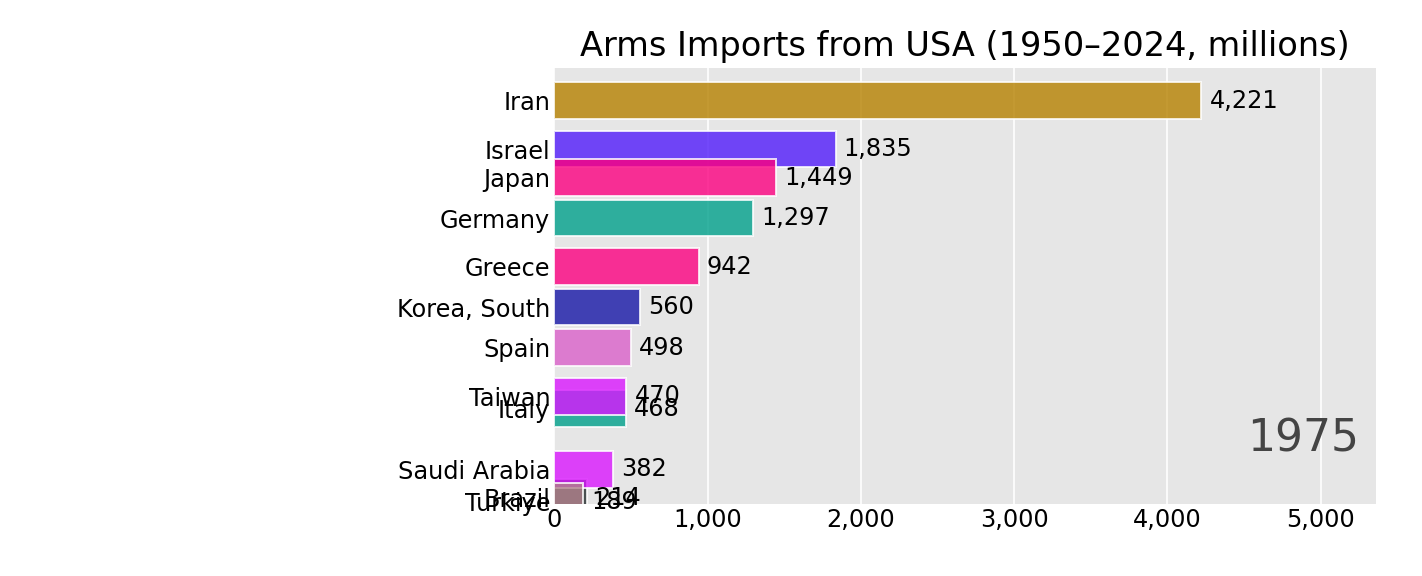 Arms Imports from USA (1950–2024, millions)
Iran 4,221
Israel 1,835
Japan 1,449
Germany 1,297
Greece 942
Korea, South 560
Spain 498
Taiwan 470
Italy 468
1975
Saudi Arabia 382
Brazil 214
Türkiye 189
0 1,000 2,000 3,000 4,000 5,000